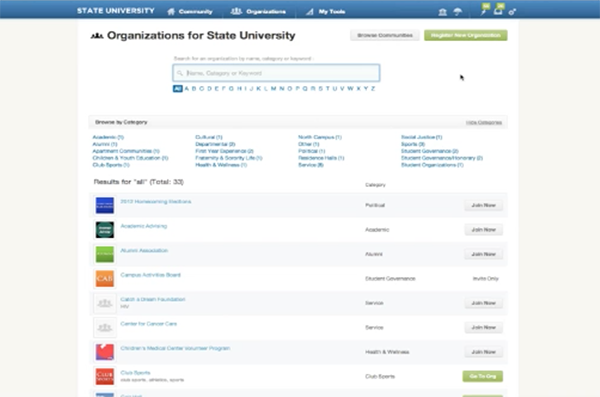 STATE UNIVERSITY Community Organizations My Tools
Organizations for State University Browse Communities Register New Organization
Search for an organization by name, category or keyword
Name, Category or Keyword
All A B C D E F G H I J K L M N O P Q R S T U V W X Y Z
Browse by Category Hide Categories
Academic (1) Cultural (1) North Campus (1) Social Justice (1)
Alumni (1) Departmental (2) Other (1) Sports (3)
Apartment Communities (1) First Year Experience (2) Political (1) Student Governance (2)
Children & Youth Education (1) Fraternity & Sorority Life (1) Residence Halls (1) Student Governance/Honorary (2)
Club Sports (1) Health & Wellness (1) Service (8) Student Organizations (1)
Results for "all" (Total: 33) Category
2012 Homecoming Elections Political Join Now
Academic Advising Academic Join Now
Alumni Association Alumni Join Now
CAB Campus Activities Board Student Governance Invite Only
Catch a Dream Foundation Service Join Now
Center for Cancer Care Service Join Now
Children's Medical Center Volunteer Program Health & Wellness Join Now
Club Sports Club Sports Go To Org
club sports, athletics, sports